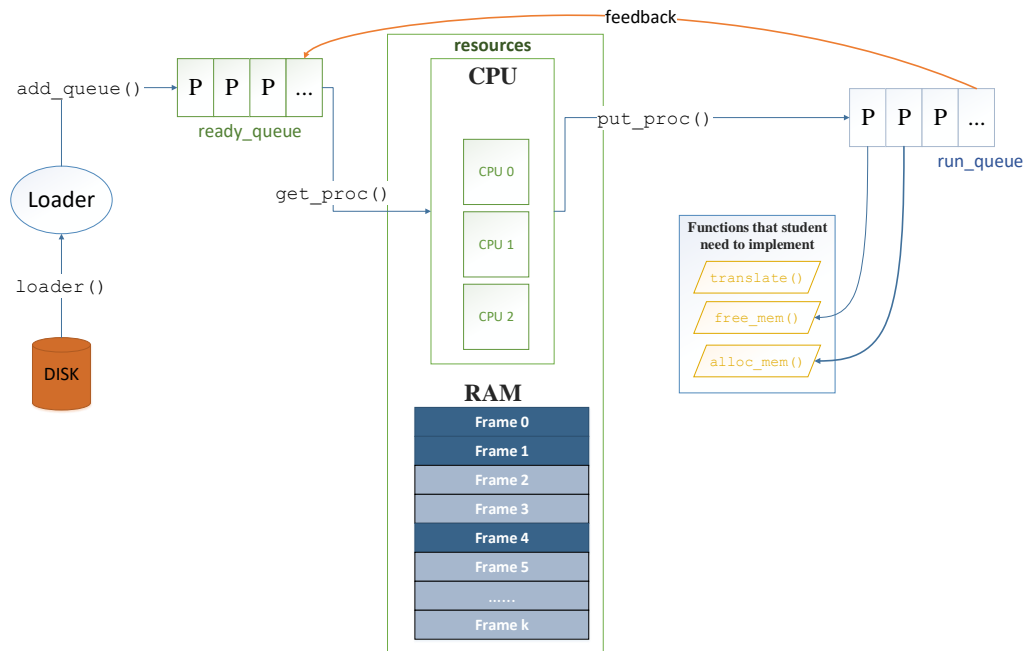 feedback
resources
CPU
add_queue()
P P P ...
ready_queue
put_proc()
P P P ...
run_queue
CPU 0
Loader
get_proc()
CPU 1
Functions that student
need to implement
translate()
loader()
free_mem()
CPU 2
alloc_mem()
DISK
RAM
Frame 0
Frame 1
Frame 2
Frame 3
Frame 4
Frame 5
......
Frame k